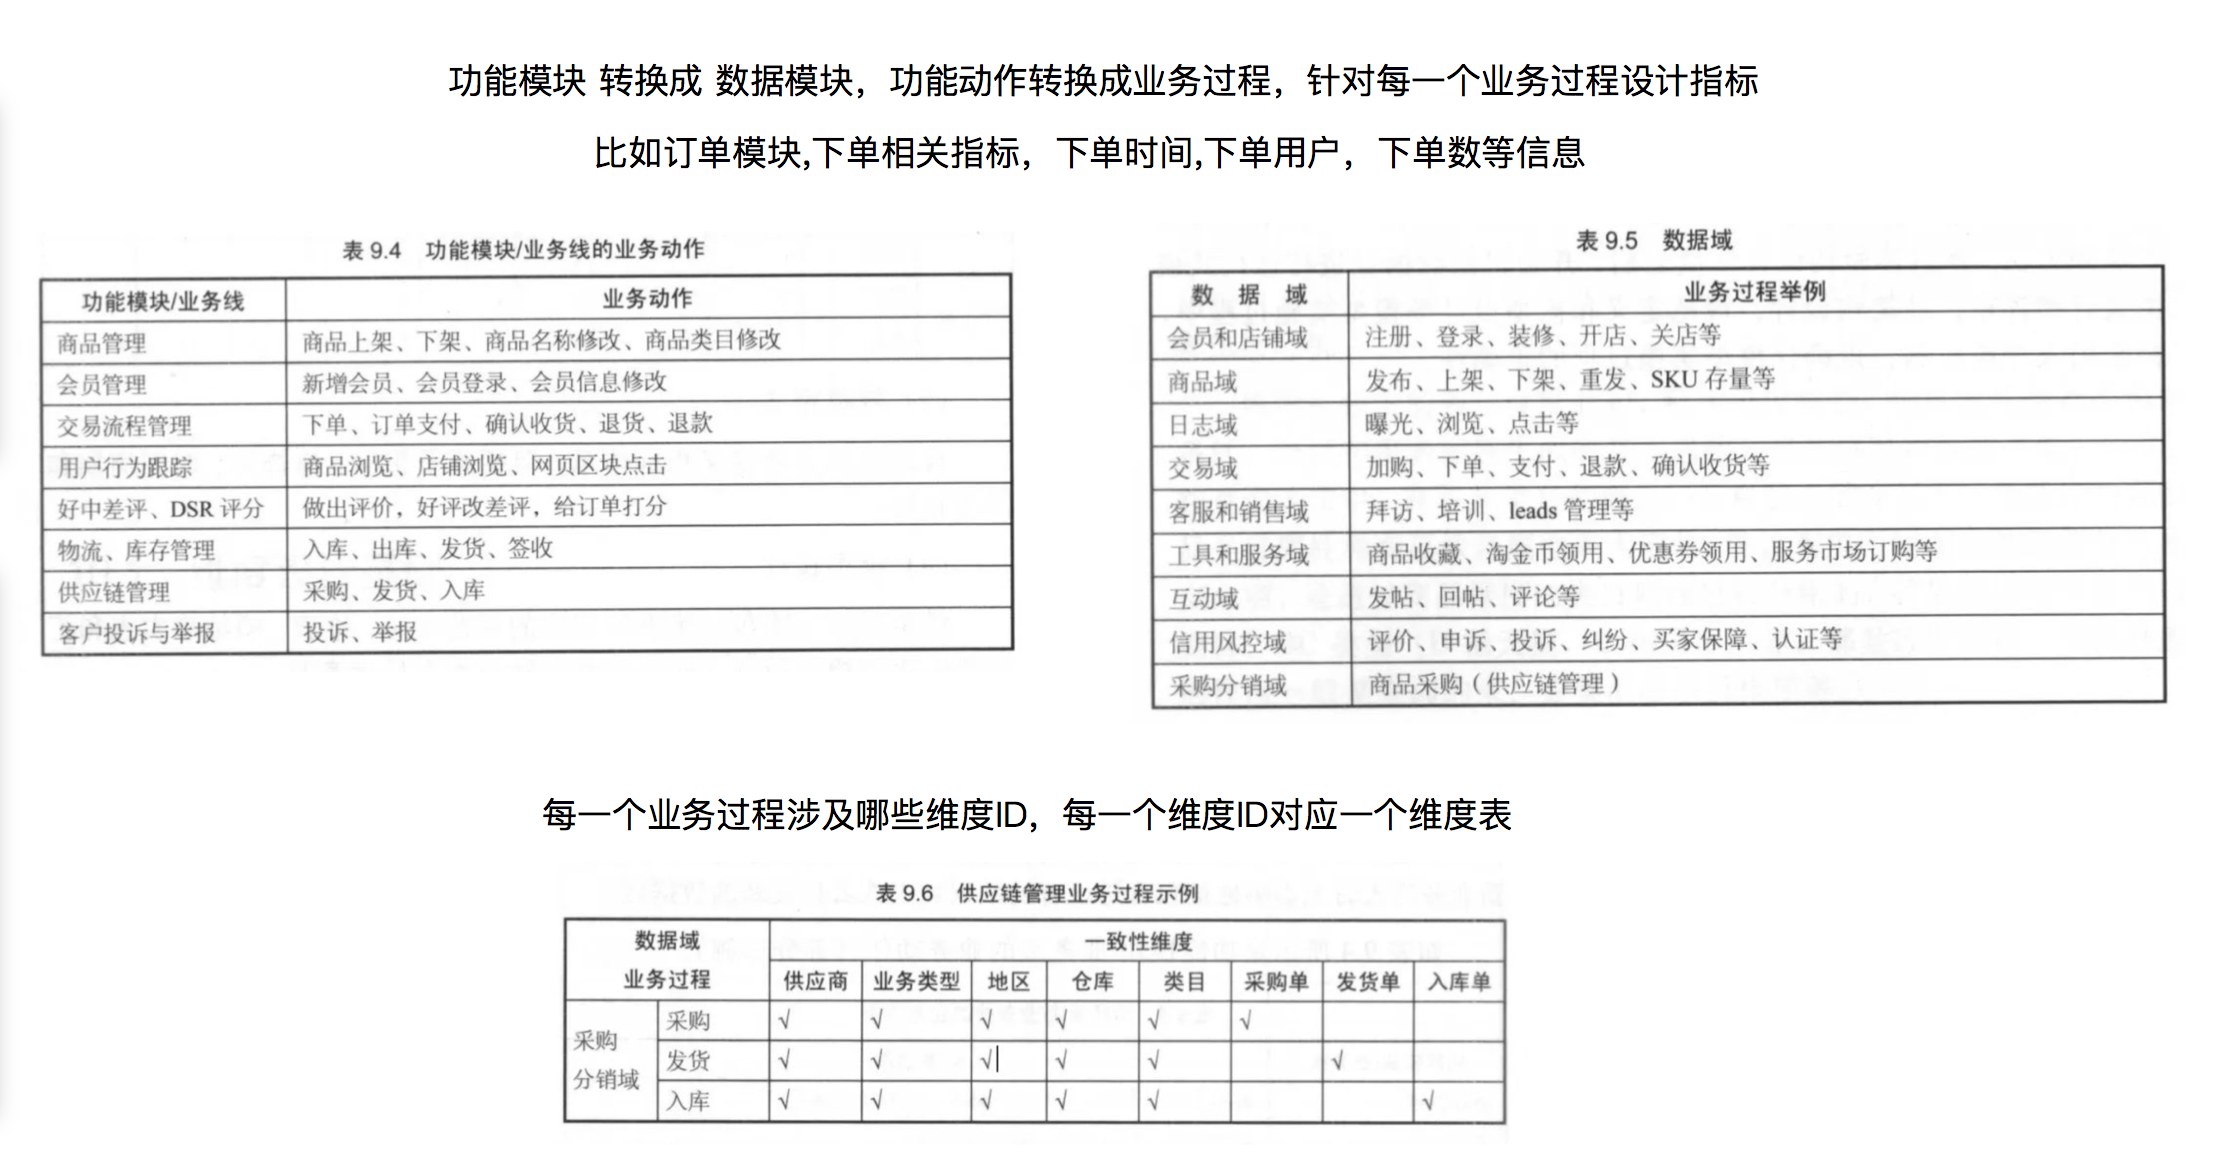 功能模块 转换成 数据模块，功能动作转换成业务过程，针对每一个业务过程设计指标
比如订单模块,下单相关指标，下单时间,下单用户，下单数等信息
表 9.4 功能模块/业务线的业务动作
功能模块/业务线 业务动作
商品管理 商品上架、下架、商品名称修改、商品类目修改
会员管理 新增会员、会员登录、会员信息修改
交易流程管理 下单、订单支付、确认收货、退货、退款
用户行为跟踪 商品浏览、店铺浏览、网页区块点击
好中差评、DSR 评分 做出评价，好评改差评，给订单打分
物流、库存管理 入库、出库、发货、签收
供应链管理 采购、发货、入库
客户投诉与举报 投诉、举报
表 9.5 数据域
数 据 域 业务过程举例
会员和店铺域 注册、登录、装修、开店、关店等
商品域 发布、上架、下架、重发、SKU 存量等
日志域 曝光、浏览、点击等
交易域 加购、下单、支付、退款、确认收货等
客服和销售域 拜访、培训、leads 管理等
工具和服务域 商品收藏、淘金币领用、优惠券领用、服务市场订购等
互动域 发帖、回帖、评论等
信用风控域 评价、申诉、投诉、纠纷、买家保障、认证等
采购分销域 商品采购（供应链管理）
每一个业务过程涉及哪些维度ID，每一个维度ID对应一个维度表
表 9.6 供应链管理业务过程示例
数据域 一致性维度
业务过程 供应商 业务类型 地区 仓库 类目 采购单 发货单 入库单
采购 √ √ √ √ √ √
采购
发货 √ √ √ √ √ √
分销域
入库 √ √ √ √ √ √